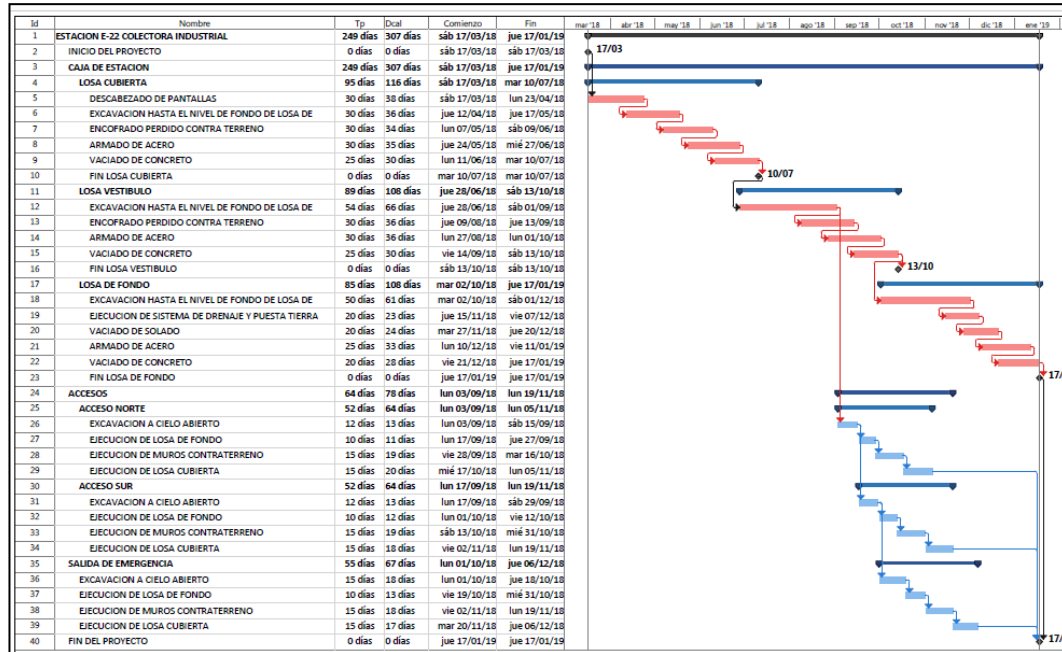 Id Nombre Tp Dcal Comienzo Fin mar '18 abr '18 may '18 jun '18 jul '18 ago '18 sep '18 oct '18 nov '18 dic '18 ene '19
1 ESTACION E-22 COLECTORA INDUSTRIAL 249 días 307 días sáb 17/03/18 jue 17/01/19
2 INICIO DEL PROYECTO 0 días 0 días sáb 17/03/18 sáb 17/03/18 17/03
3 CAJA DE ESTACION 249 días 307 días sáb 17/03/18 jue 17/01/19
4 LOSA CUBIERTA 95 días 116 días sáb 17/03/18 mar 10/07/18
5 DESCABEZADO DE PANTALLAS 30 días 38 días sáb 17/03/18 lun 23/04/18
6 EXCAVACION HASTA EL NIVEL DE FONDO DE LOSA DE 30 días 36 días jue 12/04/18 jue 17/05/18
7 ENCOFRADO PERDIDO CONTRA TERRENO 30 días 34 días lun 07/05/18 sáb 09/06/18
8 ARMADO DE ACERO 30 días 35 días jue 24/05/18 mié 27/06/18
9 VACIADO DE CONCRETO 25 días 30 días lun 11/06/18 mar 10/07/18
10 FIN LOSA CUBIERTA 0 días 0 días mar 10/07/18 mar 10/07/18 10/07
11 LOSA VESTIBULO 89 días 108 días jue 28/06/18 sáb 13/10/18
12 EXCAVACION HASTA EL NIVEL DE FONDO DE LOSA DE 54 días 66 días jue 28/06/18 sáb 01/09/18
13 ENCOFRADO PERDIDO CONTRA TERRENO 30 días 36 días jue 09/08/18 jue 13/09/18
14 ARMADO DE ACERO 30 días 36 días lun 27/08/18 lun 01/10/18
15 VACIADO DE CONCRETO 25 días 30 días vie 14/09/18 sáb 13/10/18
16 FIN LOSA VESTIBULO 0 días 0 días sáb 13/10/18 sáb 13/10/18 13/10
17 LOSA DE FONDO 85 días 108 días mar 02/10/18 jue 17/01/19
18 EXCAVACION HASTA EL NIVEL DE FONDO DE LOSA DE 50 días 61 días mar 02/10/18 sáb 01/12/18
19 EJECUCION DE SISTEMA DE DRENAJE Y PUESTA TIERRA 20 días 23 días jue 15/11/18 vie 07/12/18
20 VACIADO DE SOLADO 20 días 24 días mar 27/11/18 jue 20/12/18
21 ARMADO DE ACERO 25 días 33 días lun 10/12/18 vie 11/01/19
22 VACIADO DE CONCRETO 20 días 28 días vie 21/12/18 jue 17/01/19
23 FIN LOSA DE FONDO 0 días 0 días jue 17/01/19 jue 17/01/19 17/
24 ACCESOS 64 días 78 días lun 03/09/18 lun 19/11/18
25 ACCESO NORTE 52 días 64 días lun 03/09/18 lun 05/11/18
26 EXCAVACION A CIELO ABIERTO 12 días 13 días lun 03/09/18 sáb 15/09/18
27 EJECUCION DE LOSA DE FONDO 10 días 11 días lun 17/09/18 jue 27/09/18
28 EJECUCION DE MUROS CONTRATERRENO 15 días 19 días vie 28/09/18 mar 16/10/18
29 EJECUCION DE LOSA CUBIERTA 15 días 20 días mié 17/10/18 lun 05/11/18
30 ACCESO SUR 52 días 64 días lun 17/09/18 lun 19/11/18
31 EXCAVACION A CIELO ABIERTO 12 días 13 días lun 17/09/18 sáb 29/09/18
32 EJECUCION DE LOSA DE FONDO 10 días 12 días lun 01/10/18 vie 12/10/18
33 EJECUCION DE MUROS CONTRATERRENO 15 días 19 días sáb 13/10/18 mié 31/10/18
34 EJECUCION DE LOSA CUBIERTA 15 días 18 días vie 02/11/18 lun 19/11/18
35 SALIDA DE EMERGENCIA 55 días 67 días lun 01/10/18 jue 06/12/18
36 EXCAVACION A CIELO ABIERTO 15 días 18 días lun 01/10/18 jue 18/10/18
37 EJECUCION DE LOSA DE FONDO 10 días 13 días vie 19/10/18 mié 31/10/18
38 EJECUCION DE MUROS CONTRATERRENO 15 días 18 días vie 02/11/18 lun 19/11/18
39 EJECUCION DE LOSA CUBIERTA 15 días 17 días mar 20/11/18 jue 06/12/18
40 FIN DEL PROYECTO 0 días 0 días jue 17/01/19 jue 17/01/19 17/